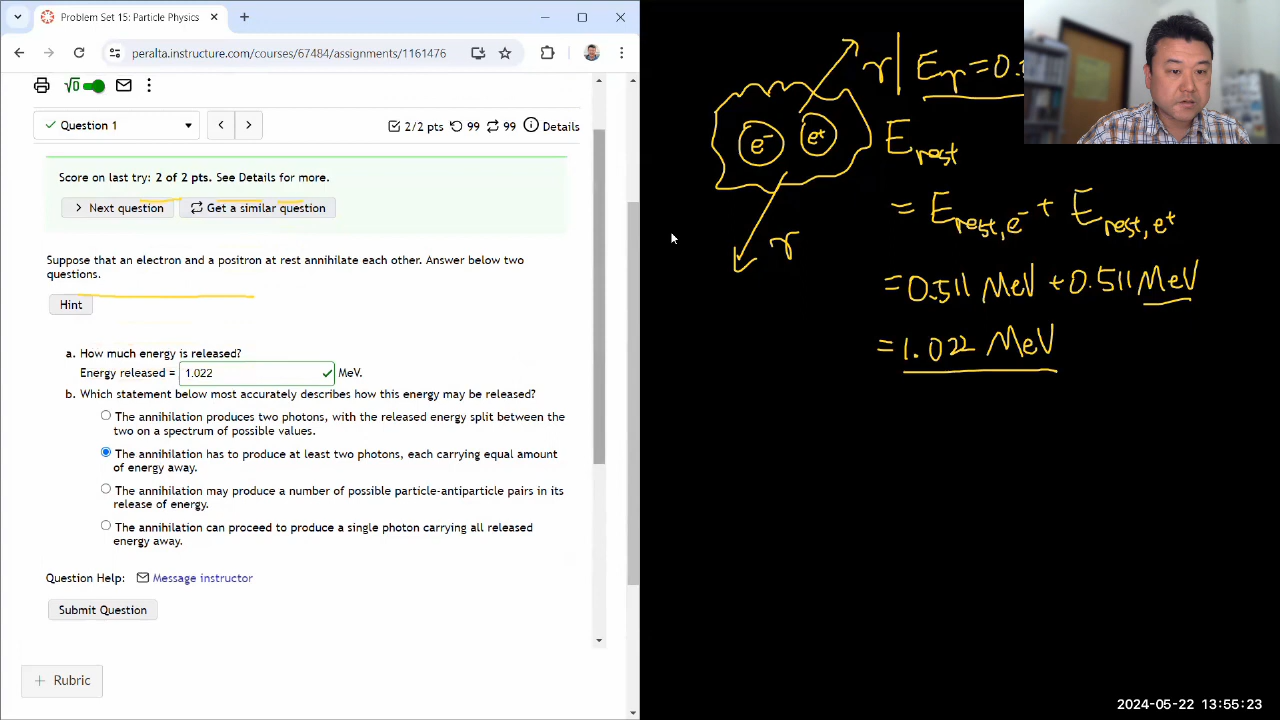 Problem Set 15: Particle Physics
peralta.instructure.com/courses/67484/assignments/1161476
√0
Question 1
2/2 pts 99 99 Details
Score on last try: 2 of 2 pts. See Details for more.
Next question
Get a similar question
Suppose that an electron and a positron at rest annihilate each other. Answer below two
questions.
Hint
a. How much energy is released?
Energy released = 1.022 MeV.
b. Which statement below most accurately describes how this energy may be released?
The annihilation produces two photons, with the released energy split between the
two on a spectrum of possible values.
The annihilation has to produce at least two photons, each carrying equal amount
of energy away.
The annihilation may produce a number of possible particle-antiparticle pairs in its
release of energy.
The annihilation can proceed to produce a single photon carrying all released
energy away.
Question Help: Message instructor
Submit Question
+ Rubric
γ | Eγ = 0.
e⁻ e⁺
γ
E rest
= E rest, e⁻ + E rest, e⁺
= 0.511 MeV + 0.511 MeV
= 1.022 MeV
2024-05-22 13:55:23